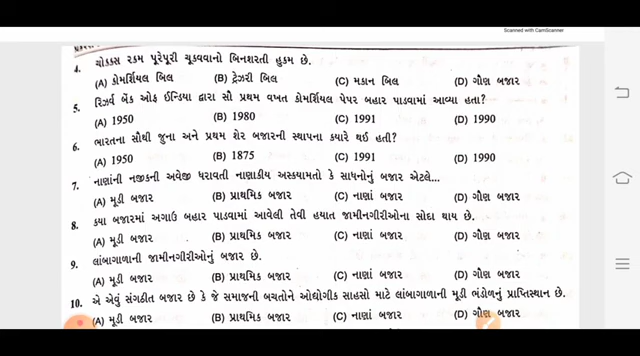 Scanned with CamScanner
4. ચોક્કસ રકમ પૂરેપૂરી ચૂકવવાનો બિનશરતી હુકમ છે.
(A) કોમર્શિયલ બિલ (B) ટ્રેઝરી બિલ (C) મકાન બિલ (D) ગૌણ બજાર
5. રિઝર્વ બેંક ઓફ ઈન્ડિયા દ્વારા સૌ પ્રથમ વખત કોમર્શિયલ પેપર બહાર પાડવામાં આવ્યા હતા?
(A) 1950 (B) 1980 (C) 1991 (D) 1990
6. ભારતના સૌથી જુના અને પ્રથમ શેર બજારની સ્થાપના કયારે થઈ હતી?
(A) 1950 (B) 1875 (C) 1991 (D) 1990
7. નાણાંની નજીકની અવેજી ધરાવતી નાણાકીય અસ્કયામતો કે સાધનોનું બજાર એટલે...
(A) મૂડી બજાર (B) પ્રાથમિક બજાર (C) નાણાં બજાર (D) ગૌણ બજાર
8. કયા બજારમાં અગાઉ બહાર પાડવામાં આવેલી તેવી હયાત જામીનગીરીઓના સોદા થાય છે.
(A) મૂડી બજાર (B) પ્રાથમિક બજાર (C) નાણાં બજાર (D) ગૌણ બજાર
9. લાંબાગાળાની જામીનગીરીઓનું બજાર છે.
(A) મૂડી બજાર (B) પ્રાથમિક બજાર (C) નાણાં બજાર (D) ગૌણ બજાર
10. એ એવું સંગઠીત બજાર છે કે જે સમાજની બચતોને ઓદ્યોગીક સાહસો માટે લાંબાગાળાની મૂડી ભંડોળનું પ્રાપ્તિસ્થાન છે.
(A) મૂડી બજાર (B) પ્રાથમિક બજાર (C) નાણાં બજાર (D) ગૌણ બજાર